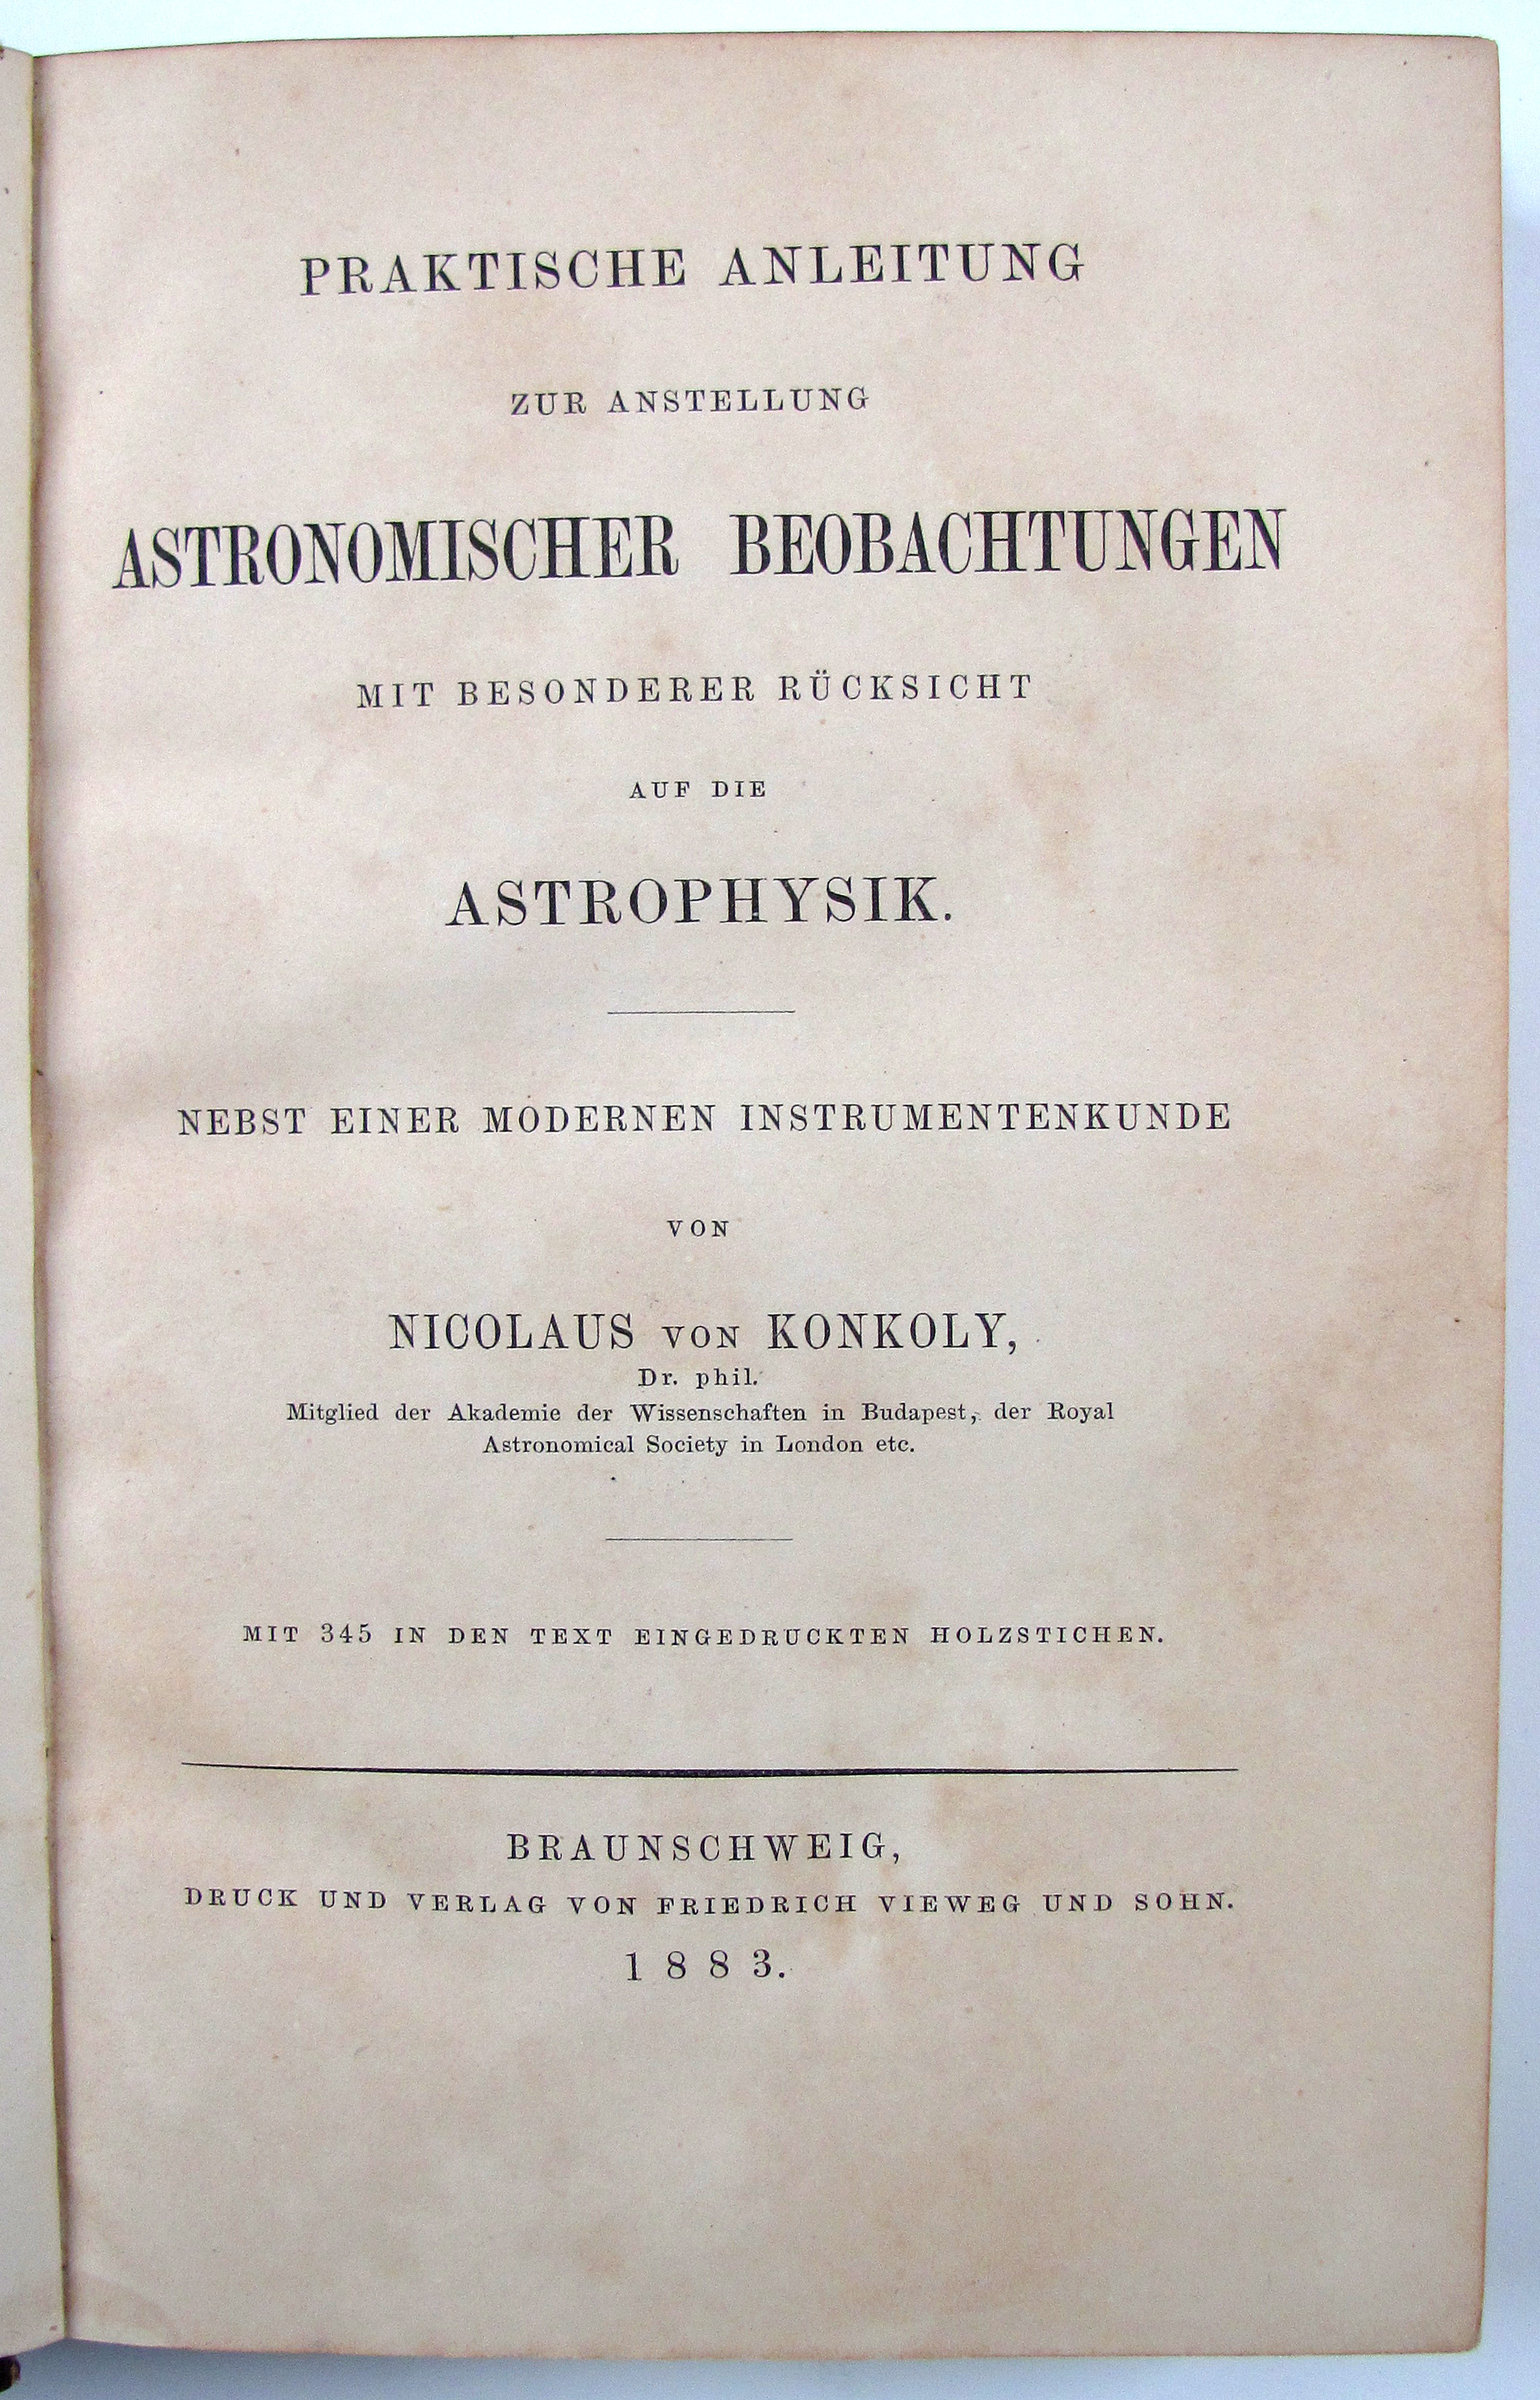 PRAKTISCHE ANLEITUNG
ZUR ANSTELLUNG
ASTRONOMISCHER BEOBACHTUNGEN
MIT BESONDERER RÜCKSICHT
AUF DIE
ASTROPHYSIK.
NEBST EINER MODERNEN INSTRUMENTENKUNDE
VON
NICOLAUS VON KONKOLY,
Dr. phil.
Mitglied der Akademie der Wissenschaften in Budapest, der Royal
Astronomical Society in London etc.
MIT 345 IN DEN TEXT EINGEDRUCKTEN HOLZSTICHEN.
BRAUNSCHWEIG,
DRUCK UND VERLAG VON FRIEDRICH VIEWEG UND SOHN.
1883.